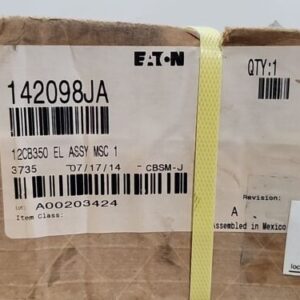 EATON
QTY:1
142098JA
12CB350 EL ASSY MSC 1
3735 07/17/14 CBSM-J
Revision:
LOT: A00203424
A
Item Class:
Assembled in Mexico